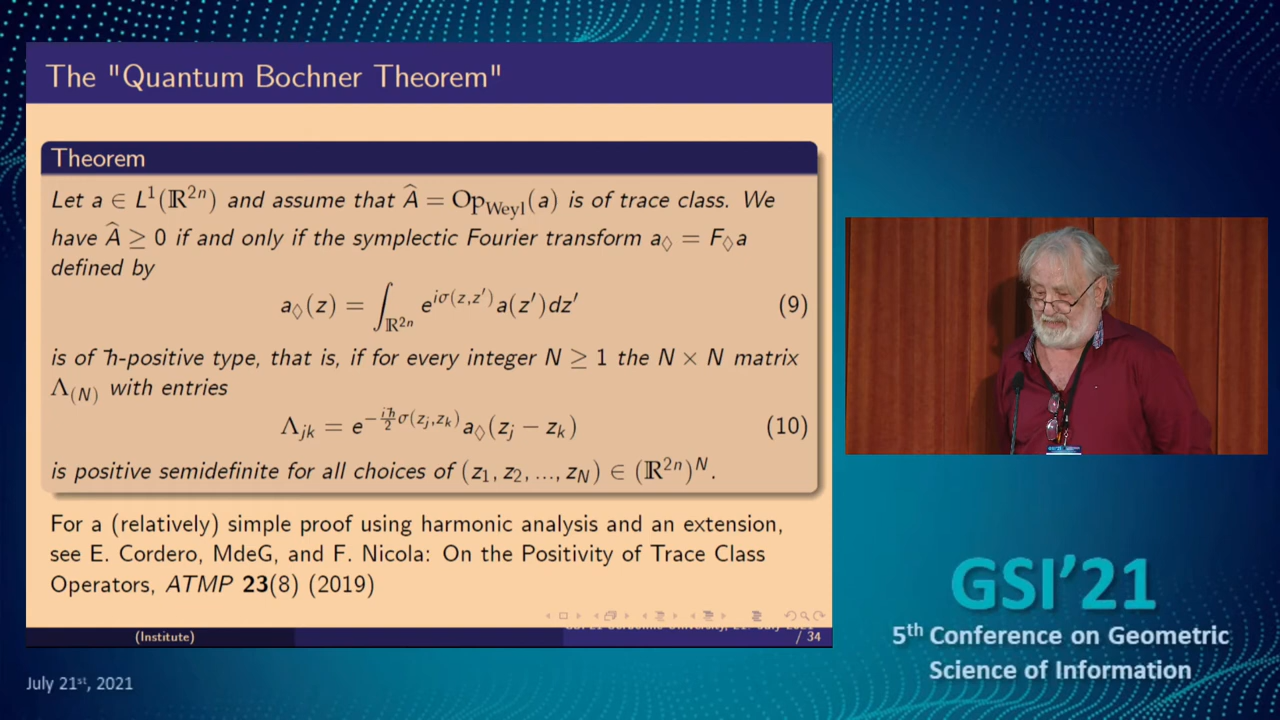 The "Quantum Bochner Theorem"
Theorem
Let a ∈ L¹(ℝ²ⁿ) and assume that Â = Op_Weyl(a) is of trace class. We
have Â ≥ 0 if and only if the symplectic Fourier transform a_◊ = F_◊a
defined by
a_◊(z) = ∫_ℝ²ⁿ e^{iσ(z,z′)} a(z′)dz′ (9)
is of ħ-positive type, that is, if for every integer N ≥ 1 the N × N matrix
Λ_(N) with entries
Λ_jk = e^{-iħ/2 σ(z_j,z_k)} a_◊(z_j − z_k) (10)
is positive semidefinite for all choices of (z₁, z₂, ..., z_N) ∈ (ℝ²ⁿ)^N.
For a (relatively) simple proof using harmonic analysis and an extension,
see E. Cordero, MdeG, and F. Nicola: On the Positivity of Trace Class
Operators, ATMP 23(8) (2019)
(Institute)
/ 34
GSI'21
5th Conference on Geometric
Science of Information
July 21st, 2021